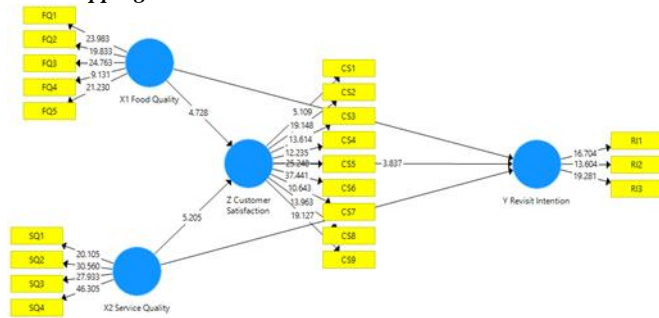 FQ1
FQ2
FQ3
FQ4
FQ5
23.983
19.833
24.763
9.131
21.230
X1 Food Quality
4.728
CS1
CS2
CS3
CS4
CS5
CS6
CS7
CS8
CS9
5.109
19.148
13.614
12.235
25.248
37.441
10.643
13.963
19.127
Z Customer
Satisfaction
3.837
Y Revisit Intention
16.704
13.604
19.281
RI1
RI2
RI3
5.205
SQ1
SQ2
SQ3
SQ4
20.105
30.560
27.933
46.305
X2 Service Quality